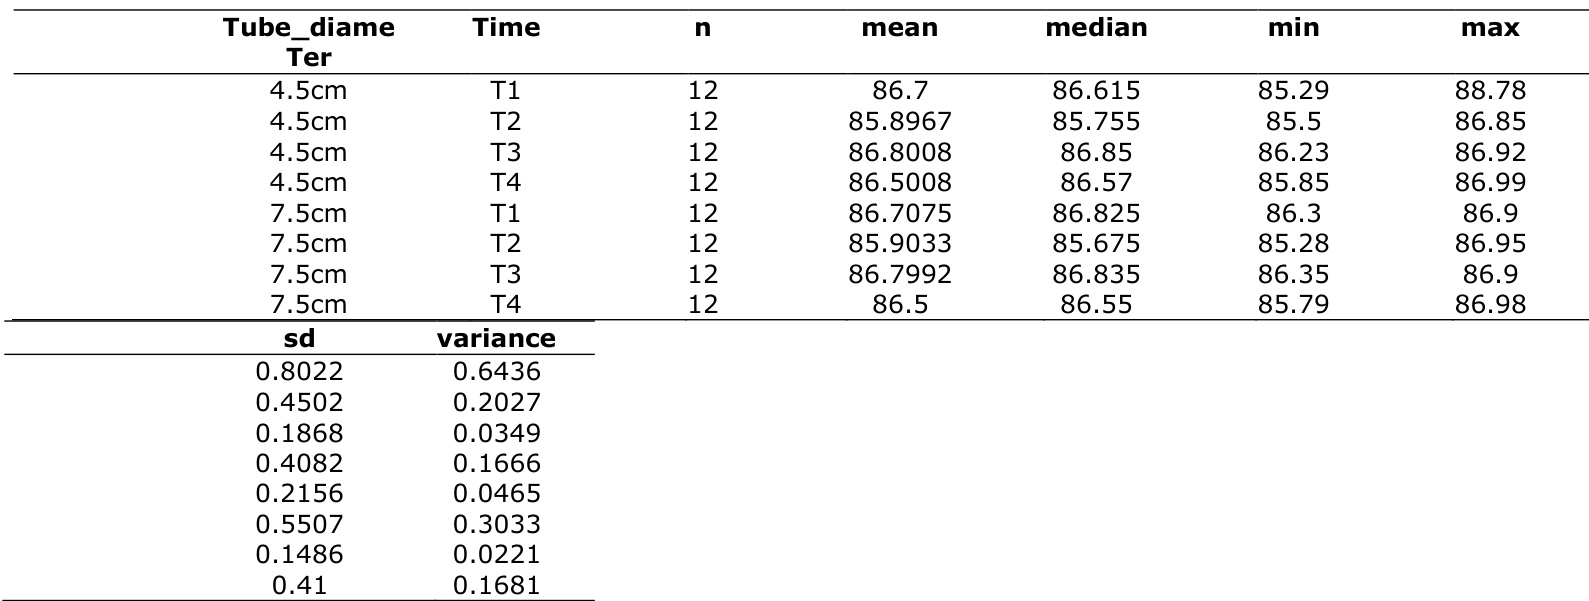 Tube_diame Time n mean median min max
Ter
4.5cm T1 12 86.7 86.615 85.29 88.78
4.5cm T2 12 85.8967 85.755 85.5 86.85
4.5cm T3 12 86.8008 86.85 86.23 86.92
4.5cm T4 12 86.5008 86.57 85.85 86.99
7.5cm T1 12 86.7075 86.825 86.3 86.9
7.5cm T2 12 85.9033 85.675 85.28 86.95
7.5cm T3 12 86.7992 86.835 86.35 86.9
7.5cm T4 12 86.5 86.55 85.79 86.98
sd variance
0.8022 0.6436
0.4502 0.2027
0.1868 0.0349
0.4082 0.1666
0.2156 0.0465
0.5507 0.3033
0.1486 0.0221
0.41 0.1681